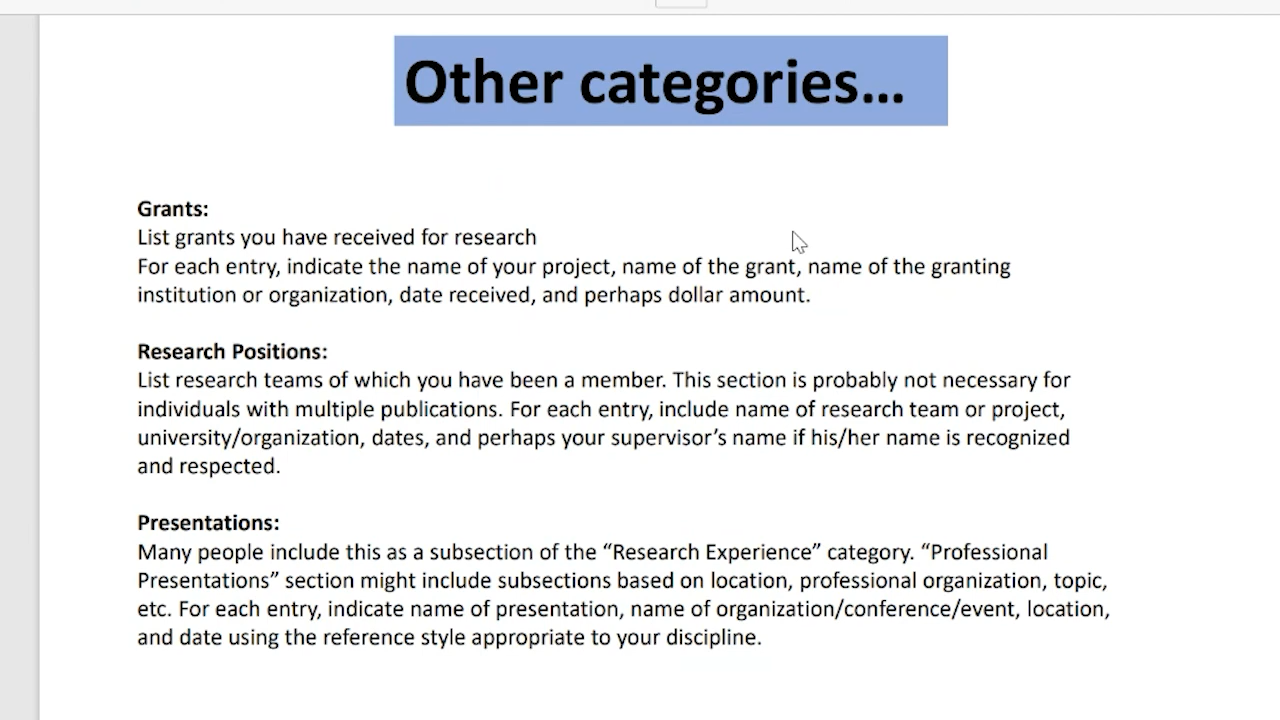 Other categories...
Grants:
List grants you have received for research
For each entry, indicate the name of your project, name of the grant, name of the granting
institution or organization, date received, and perhaps dollar amount.
Research Positions:
List research teams of which you have been a member. This section is probably not necessary for
individuals with multiple publications. For each entry, include name of research team or project,
university/organization, dates, and perhaps your supervisor’s name if his/her name is recognized
and respected.
Presentations:
Many people include this as a subsection of the “Research Experience” category. “Professional
Presentations” section might include subsections based on location, professional organization, topic,
etc. For each entry, indicate name of presentation, name of organization/conference/event, location,
and date using the reference style appropriate to your discipline.